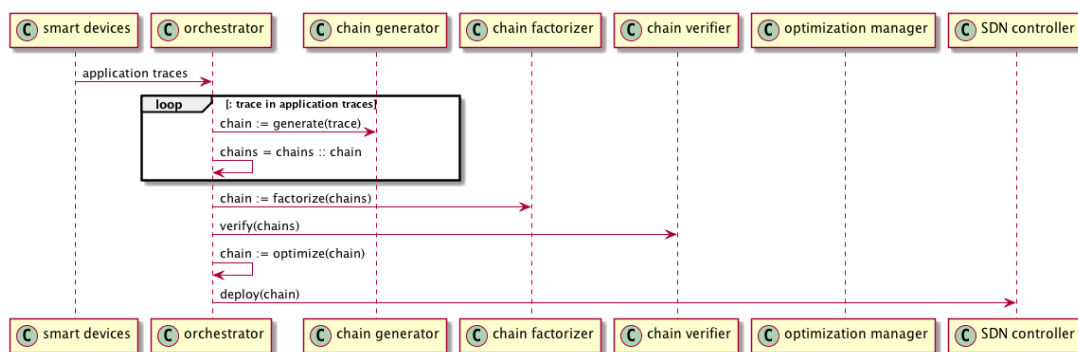 C smart devices C orchestrator C chain generator C chain factorizer C chain verifier C optimization manager C SDN controller
application traces
loop [: trace in application traces]
chain := generate(trace)
chains = chains :: chain
chain := factorize(chains)
verify(chains)
chain := optimize(chain)
deploy(chain)
C smart devices C orchestrator C chain generator C chain factorizer C chain verifier C optimization manager C SDN controller